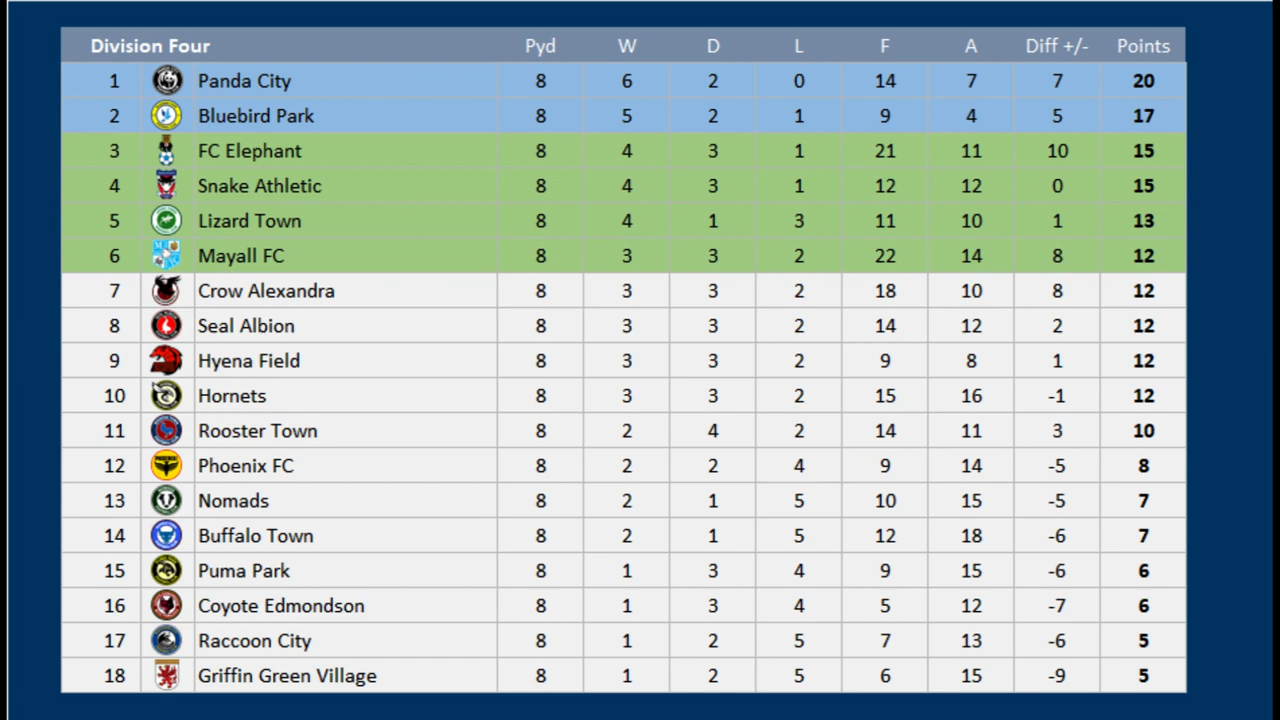 Division Four Pyd W D L F A Diff +/- Points
1 Panda City 8 6 2 0 14 7 7 20
2 Bluebird Park 8 5 2 1 9 4 5 17
3 FC Elephant 8 4 3 1 21 11 10 15
4 Snake Athletic 8 4 3 1 12 12 0 15
5 Lizard Town 8 4 1 3 11 10 1 13
6 Mayall FC 8 3 3 2 22 14 8 12
7 Crow Alexandra 8 3 3 2 18 10 8 12
8 Seal Albion 8 3 3 2 14 12 2 12
9 Hyena Field 8 3 3 2 9 8 1 12
10 Hornets 8 3 3 2 15 16 -1 12
11 Rooster Town 8 2 4 2 14 11 3 10
12 Phoenix FC 8 2 2 4 9 14 -5 8
13 Nomads 8 2 1 5 10 15 -5 7
14 Buffalo Town 8 2 1 5 12 18 -6 7
15 Puma Park 8 1 3 4 9 15 -6 6
16 Coyote Edmondson 8 1 3 4 5 12 -7 6
17 Raccoon City 8 1 2 5 7 13 -6 5
18 Griffin Green Village 8 1 2 5 6 15 -9 5